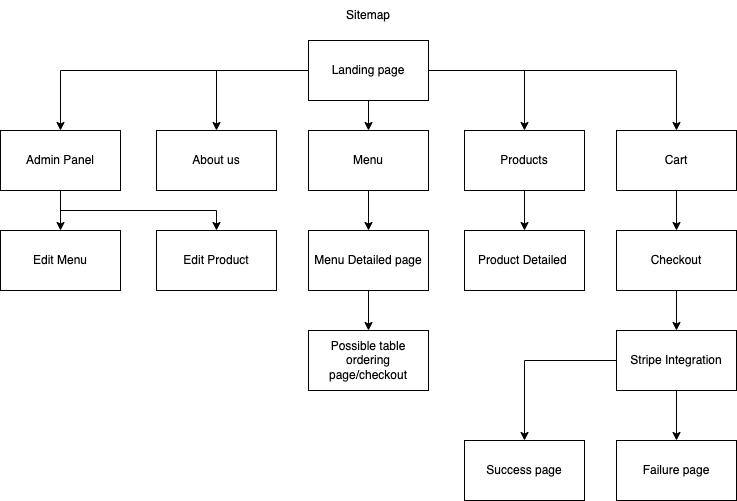 Sitemap
Landing page
Admin Panel
About us
Menu
Products
Cart
Edit Menu
Edit Product
Menu Detailed page
Product Detailed
Checkout
Possible table
ordering
page/checkout
Stripe Integration
Success page
Failure page